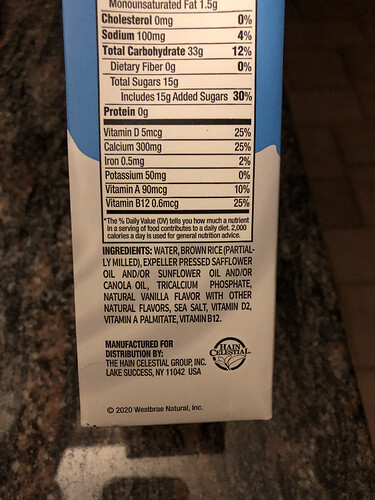 Monounsaturated Fat 1.5g
Cholesterol 0mg 0%
Sodium 100mg 4%
Total Carbohydrate 33g 12%
Dietary Fiber 0g 0%
Total Sugars 15g
Includes 15g Added Sugars 30%
Protein 0g
Vitamin D 5mcg 25%
Calcium 300mg 25%
Iron 0.5mg 2%
Potassium 50mg 0%
Vitamin A 90mcg 10%
Vitamin B12 0.6mcg 25%
*The % Daily Value (DV) tells you how much a nutrient
in a serving of food contributes to a daily diet. 2,000
calories a day is used for general nutrition advice.
INGREDIENTS: WATER, BROWN RICE (PARTIAL-
LY MILLED), EXPELLER PRESSED SAFFLOWER
OIL AND/OR SUNFLOWER OIL AND/OR
CANOLA OIL, TRICALCIUM PHOSPHATE,
NATURAL VANILLA FLAVOR WITH OTHER
NATURAL FLAVORS, SEA SALT, VITAMIN D2,
VITAMIN A PALMITATE, VITAMIN B12.
MANUFACTURED FOR
DISTRIBUTION BY:
THE HAIN CELESTIAL GROUP, INC.
LAKE SUCCESS, NY 11042 USA
HAIN
CELESTIAL
© 2020 Westbrae Natural, Inc.